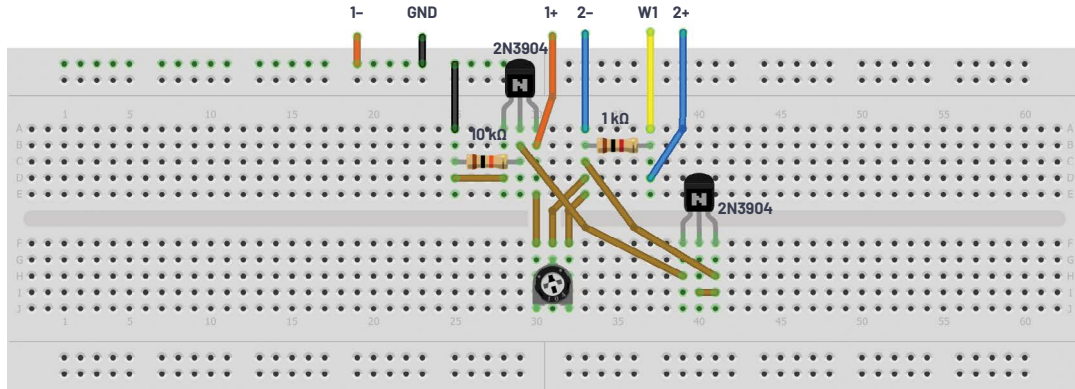 1– GND 1+ 2– W1 2+
2N3904
1 5 10 15 20 25 30 35 40 45 50 55 60
A A
10 kΩ 1 kΩ
B B
C C
D D
E E
2N3904
F F
G G
H H
I I
J J
1 5 10 15 20 25 30 35 40 45 50 55 60